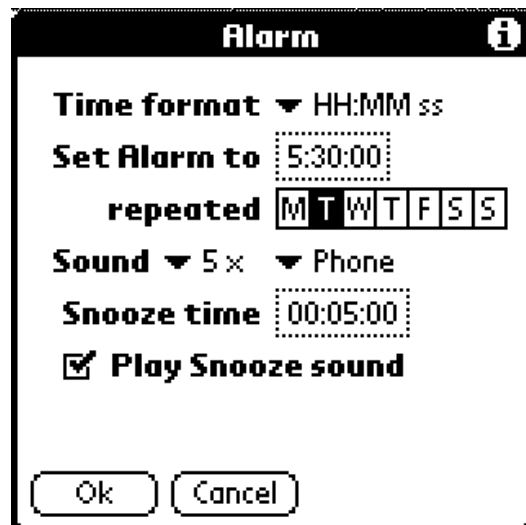 Alarm i
Time format HH:MM ss
Set Alarm to 5:30:00
repeated M T W T F S S
Sound 5 x Phone
Snooze time 00:05:00
Play Snooze sound
Ok Cancel